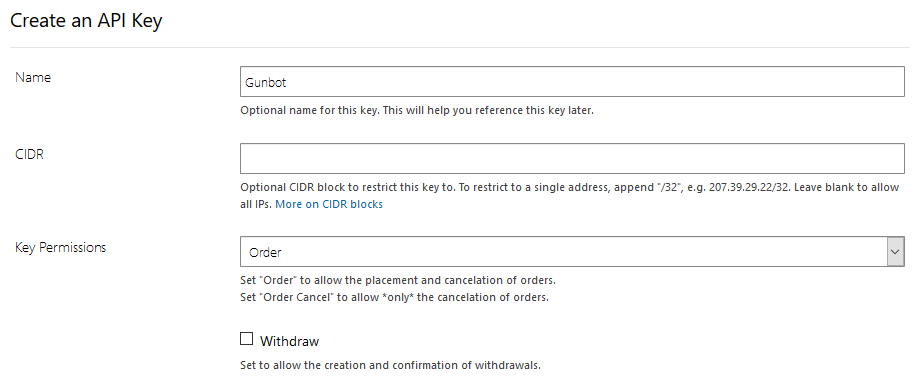 Create an API Key
Name
Gunbot
Optional name for this key. This will help you reference this key later.
CIDR
Optional CIDR block to restrict this key to. To restrict to a single address, append "/32", e.g. 207.39.29.22/32. Leave blank to allow
all IPs. More on CIDR blocks
Key Permissions
Order
Set "Order" to allow the placement and cancelation of orders.
Set "Order Cancel" to allow *only* the cancelation of orders.
Withdraw
Set to allow the creation and confirmation of withdrawals.